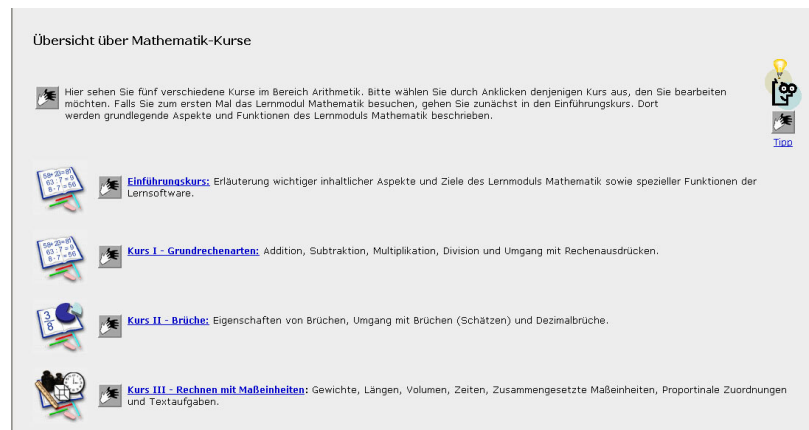 Übersicht über Mathematik-Kurse
Hier sehen Sie fünf verschiedene Kurse im Bereich Arithmetik. Bitte wählen Sie durch Anklicken denjenigen Kurs aus, den Sie bearbeiten
möchten. Falls Sie zum ersten Mal das Lernmodul Mathematik besuchen, gehen Sie zunächst in den Einführungskurs. Dort
werden grundlegende Aspekte und Funktionen des Lernmoduls Mathematik beschrieben.
Tipp
Einführungskurs: Erläuterung wichtiger inhaltlicher Aspekte und Ziele des Lernmoduls Mathematik sowie spezieller Funktionen der
Lernsoftware.
Kurs I - Grundrechenarten: Addition, Subtraktion, Multiplikation, Division und Umgang mit Rechenausdrücken.
3
8
Kurs II - Brüche: Eigenschaften von Brüchen, Umgang mit Brüchen (Schätzen) und Dezimalbrüche.
Kurs III - Rechnen mit Maßeinheiten: Gewichte, Längen, Volumen, Zeiten, Zusammengesetzte Maßeinheiten, Proportinale Zuordnungen
und Textaufgaben.